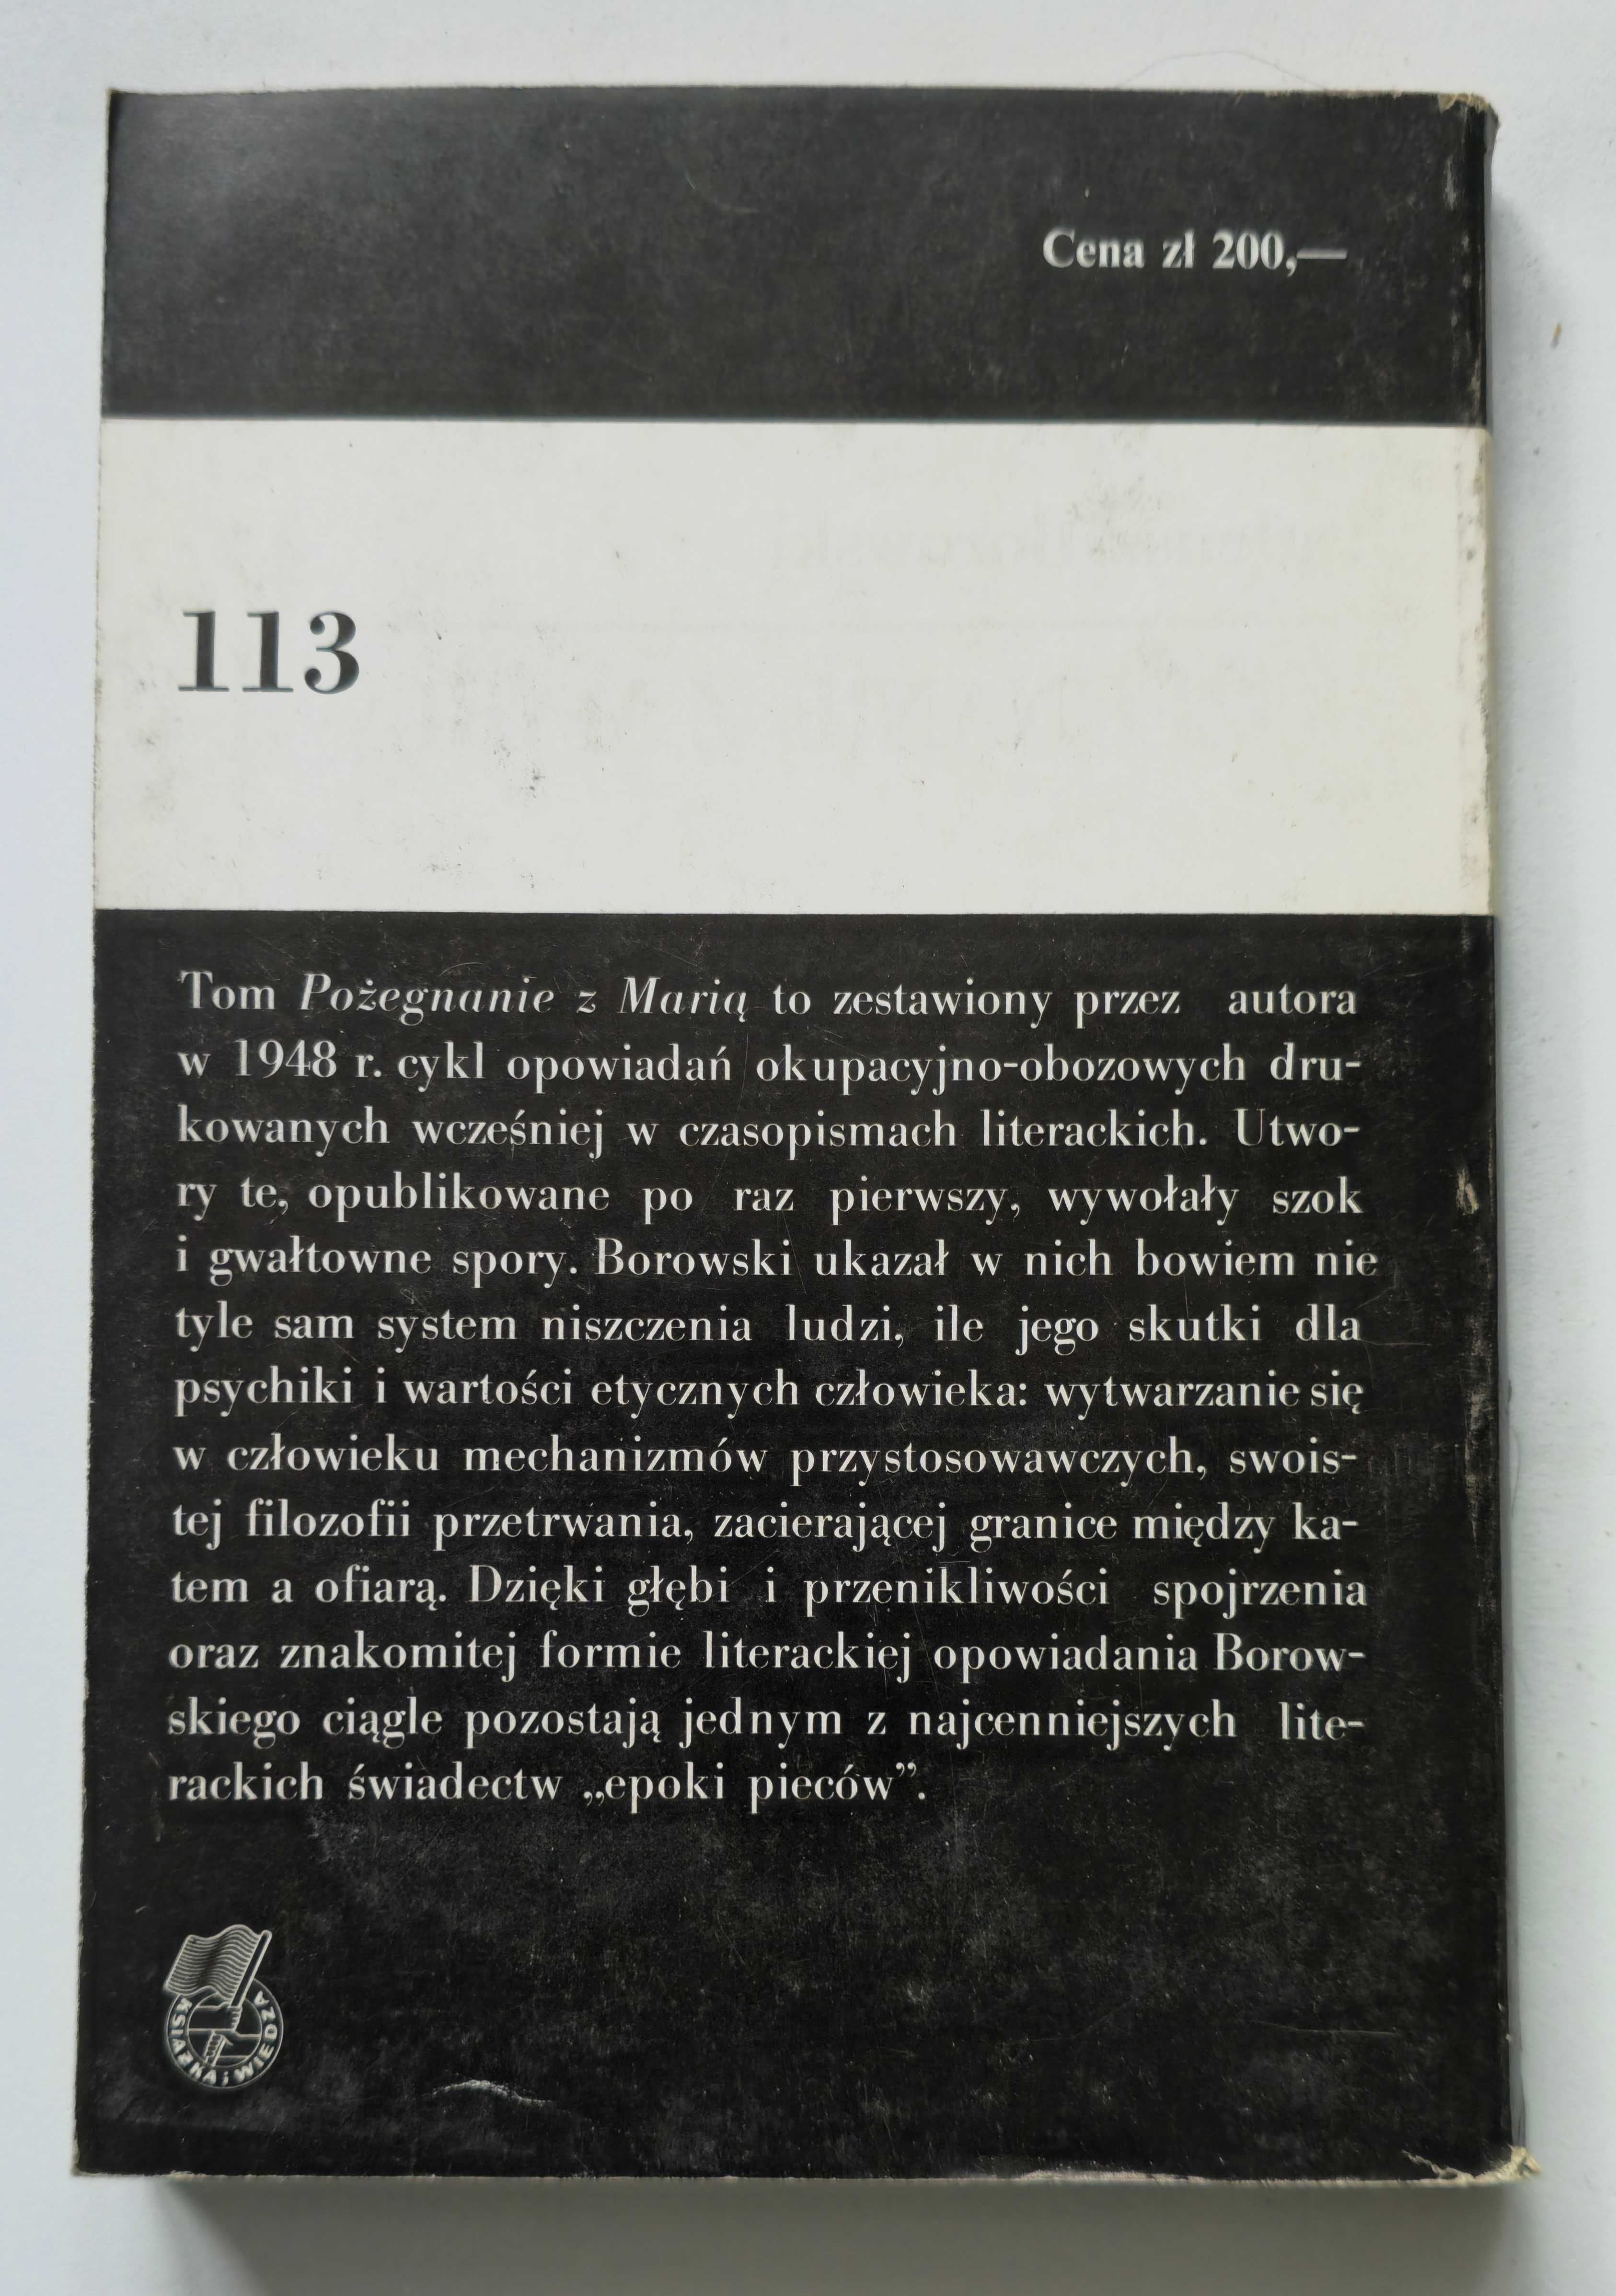 Cena zł 200,—
113
Tom Pożegnanie z Marią to zestawiony przez autora
w 1948 r. cykl opowiadań okupacyjno-obozowych dru-
kowanych wcześniej w czasopismach literackich. Utwo-
ry te, opublikowane po raz pierwszy, wywołały szok
i gwałtowne spory. Borowski ukazał w nich bowiem nie
tyle sam system niszczenia ludzi, ile jego skutki dla
psychiki i wartości etycznych człowieka: wytwarzanie się
w człowieku mechanizmów przystosowawczych, swois-
tej filozofii przetrwania, zacierającej granice między ka-
tem a ofiarą. Dzięki głębi i przenikliwości spojrzenia
oraz znakomitej formie literackiej opowiadania Borow-
skiego ciągle pozostają jednym z najcenniejszych lite-
rackich świadectw „epoki pieców”.
KSIĄŻKA i WIEDZA